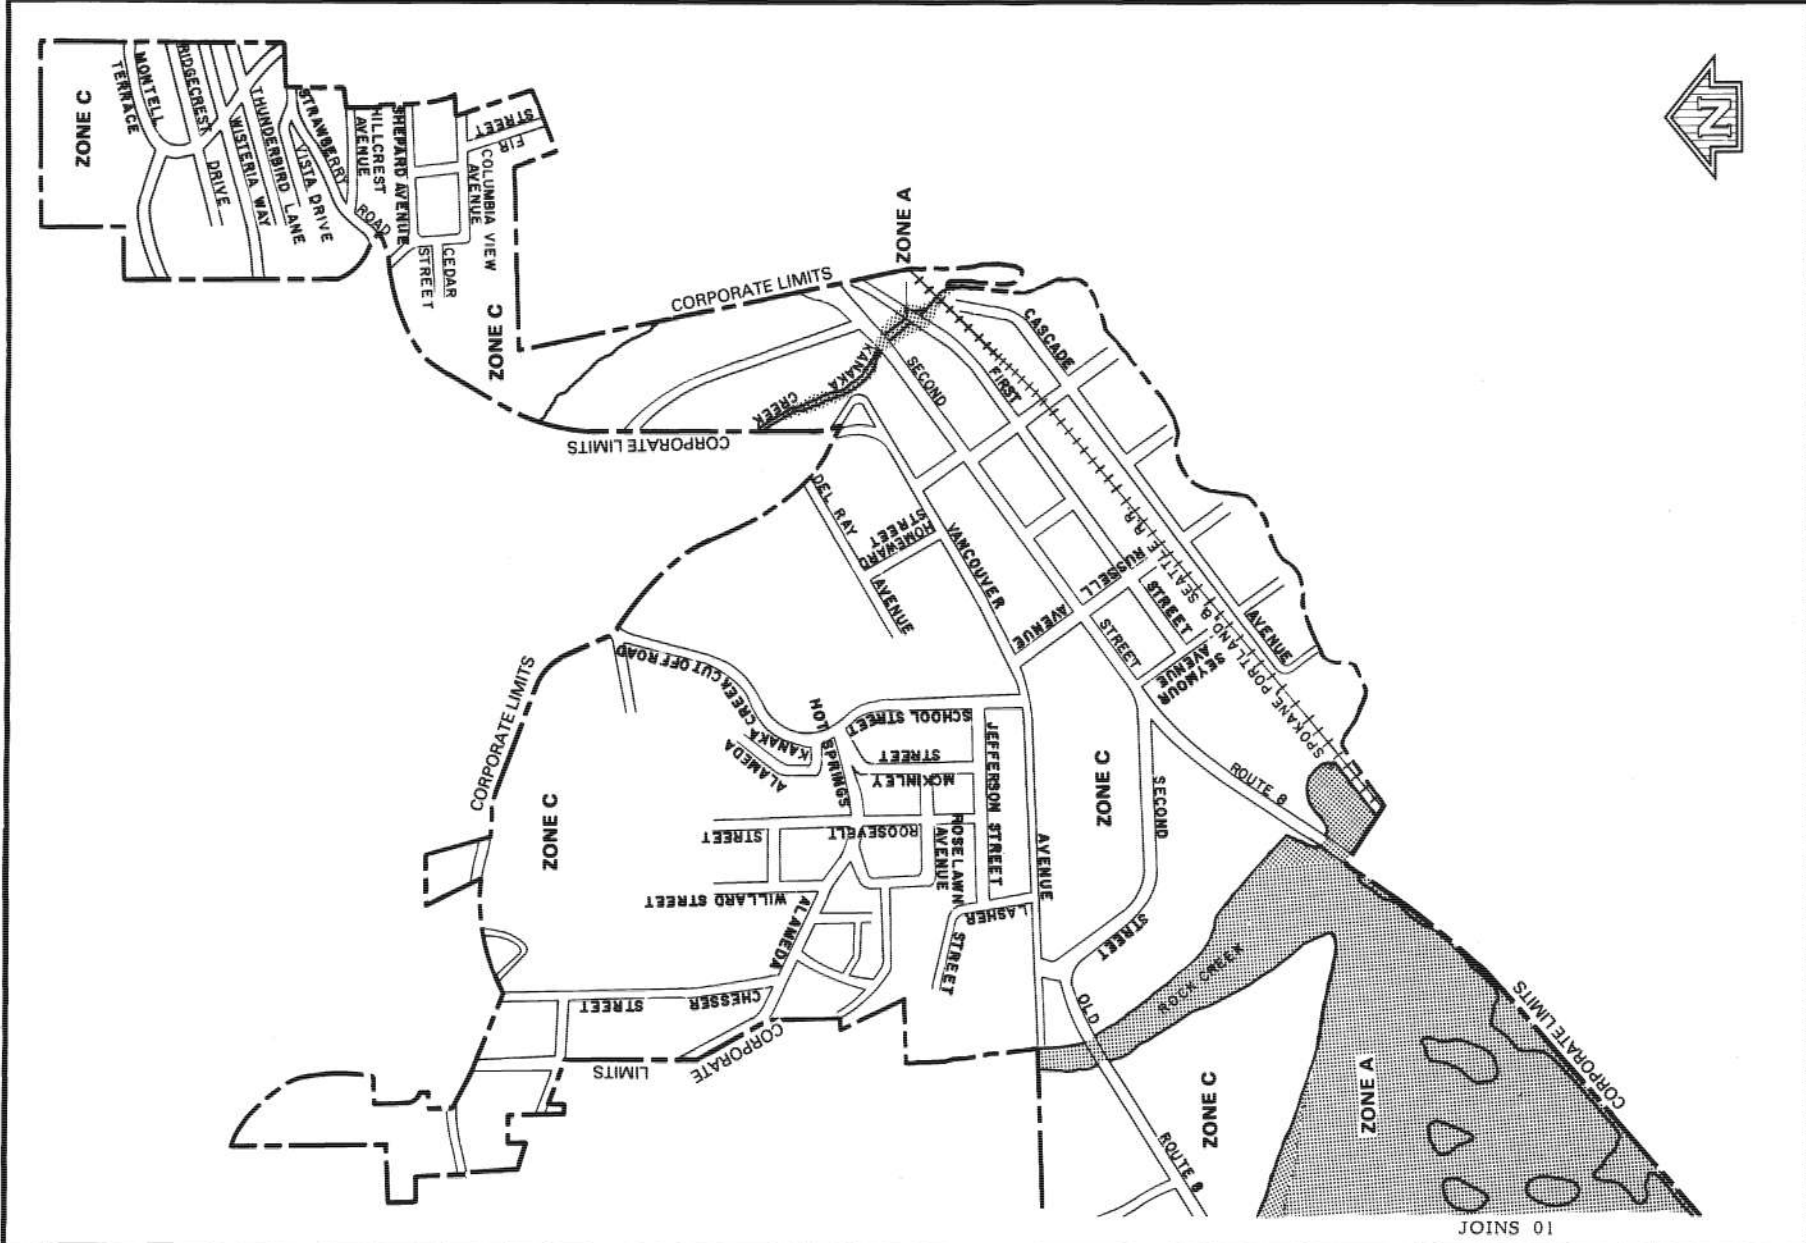 N
ZONE C
MONTELL
TERRACE
RIDGECREST
DRIVE
WISTERIA WAY
THUNDERBIRD LANE
VISTA DRIVE
STRAWBERRY
ROAD
HILLCREST
AVENUE
SHEPARD AVENUE
COLUMBIA VIEW
AVENUE
FIR
STREET
CEDAR
STREET
ZONE C
CORPORATE LIMITS
ZONE A
CORPORATE LIMITS
KANAKA
CREEK
SECOND
FIRST
CASCADE
DEL RAY
AVENUE
HOMEWARD
STREET
VANCOUVER
RUSSELL
AVENUE
STREET
STREET
SEYMOUR
AVENUE
AVENUE
SPOKANE, PORTLAND, & SEATTLE R.R.
CORPORATE LIMITS
KANAKA CREEK CUT OFF ROAD
HOT SPRINGS
ALAMEDA
SCHOOL STREET
MCKINLEY
STREET
JEFFERSON STREET
ROOSEVELT
STREET
ROSELAWN
AVENUE
WILLARD STREET
ALAMEDA
LASHER
STREET
AVENUE
ZONE C
ZONE C
SECOND
STREET
ROUTE 8
CHESSER
STREET
CORPORATE
LIMITS
OLD
ROUTE 8
ROCK CREEK
ZONE C
ZONE A
CORPORATE LIMITS
CORPORATE LIMITS
JOINS 01